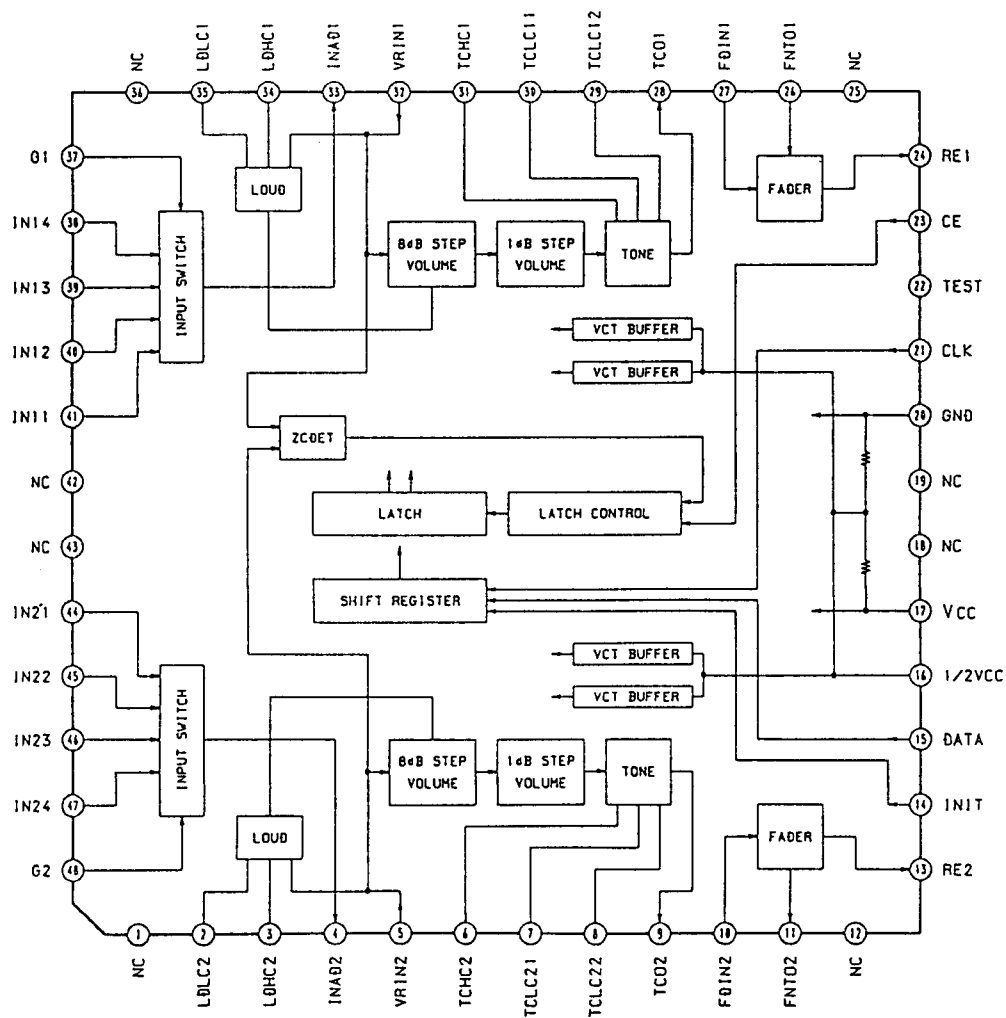 NC
LDLC1
LDHC1
INAD1
VRIN1
TCHC1
TCLC11
TCLC12
TCO1
FDIN1
FNTO1
NC
36 35 34 33 32 31 30 29 28 27 26 25
G1 37
LOUD
FADER
24 RE1
IN14 38
INPUT SWITCH
8dB STEP
VOLUME
1dB STEP
VOLUME
TONE
23 CE
IN13 39
22 TEST
IN12 40
VCT BUFFER
VCT BUFFER
21 CLK
IN11 41
ZCDET
20 GND
NC 42
LATCH
LATCH CONTROL
19 NC
NC 43
18 NC
SHIFT REGISTER
IN21 44
17 VCC
IN22 45
INPUT SWITCH
VCT BUFFER
VCT BUFFER
16 1/2VCC
IN23 46
8dB STEP
VOLUME
1dB STEP
VOLUME
TONE
15 DATA
IN24 47
14 INIT
LOUD
FADER
G2 48
13 RE2
1 2 3 4 5 6 7 8 9 10 11 12
NC
LDLC2
LDHC2
INAD2
VRIN2
TCHC2
TCLC21
TCLC22
TCO2
FDIN2
FNTO2
NC